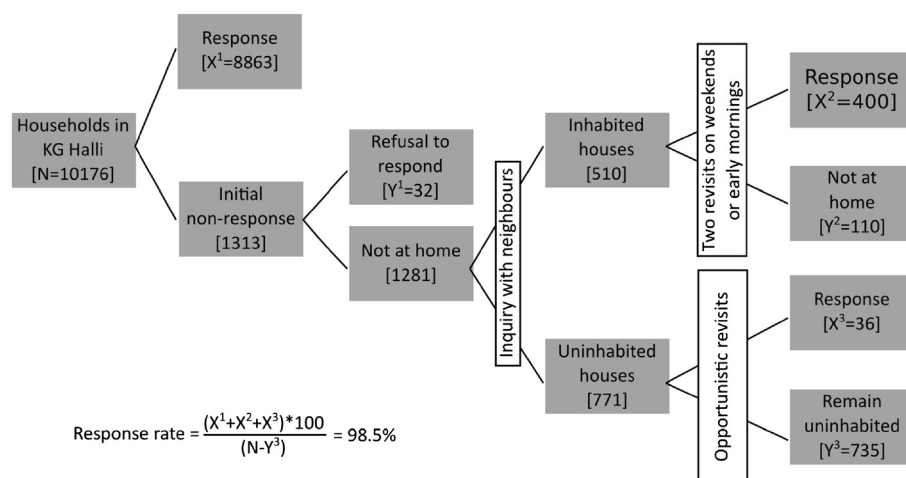 Households in
KG Halli
[N=10176]
Response
[X¹=8863]
Initial
non-response
[1313]
Refusal to
respond
[Y¹=32]
Not at home
[1281]
Inquiry with neighbours
Inhabited
houses
[510]
Uninhabited
houses
[771]
Two revisits on weekends
or early mornings
Opportunistic revisits
Response
[X²=400]
Not at
home
[Y²=110]
Response
[X³=36]
Remain
uninhabited
[Y³=735]
Response rate = (X¹+X²+X³)*100 = 98.5%
(N-Y³)